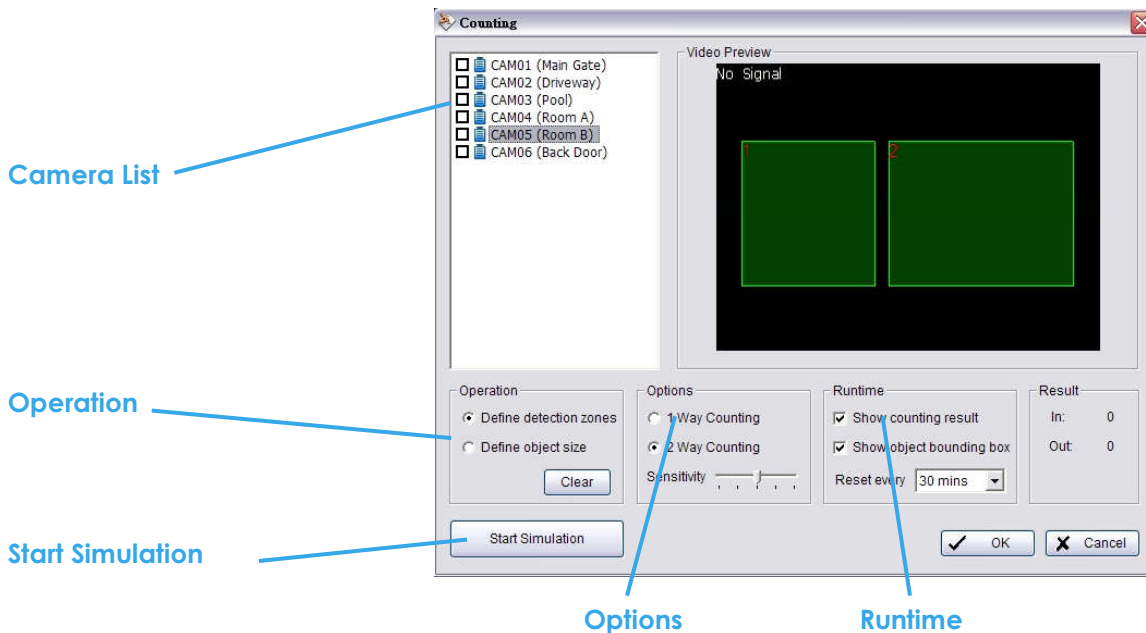 Counting
CAM01 (Main Gate)
CAM02 (Driveway)
CAM03 (Pool)
CAM04 (Room A)
CAM05 (Room B)
CAM06 (Back Door)
Video Preview
No Signal
1
2
Camera List
Operation
Operation
Define detection zones
Define object size
Clear
Options
1 Way Counting
2 Way Counting
Sensitivity
Runtime
Show counting result
Show object bounding box
Reset every 30 mins
Result
In: 0
Out: 0
Start Simulation
Start Simulation
OK
Cancel
Options
Runtime